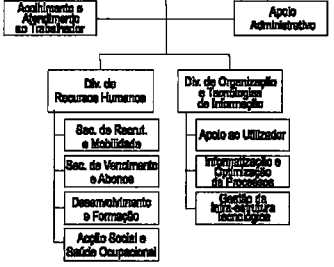 Acolhimento e
Atendimento
ao Trabalhador
Apoio
Administrativo
Div. de
Recursos Humanos
Div. de Organização
e Tecnologias
de Informação
Sec. de Recrut.
e Mobilidade
Sec. de Vencimento
e Abonos
Desenvolvimento
e Formação
Acção Social e
Saúde Ocupacional
Apoio ao Utilizador
Informatização e
Optimização
de Processos
Gestão da
Infra-estrutura
Tecnológica